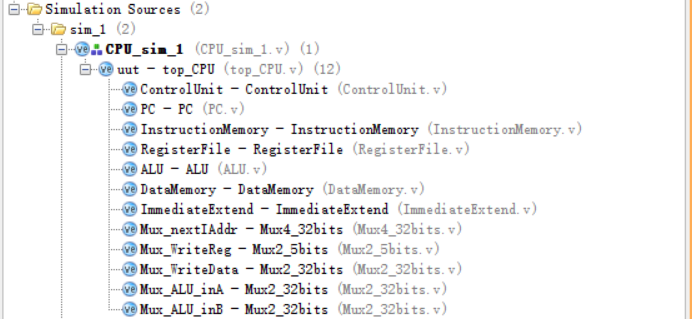 Simulation Sources (2)
sim_1 (2)
CPU_sim_1 (CPU_sim_1.v) (1)
uut - top_CPU (top_CPU.v) (12)
ControlUnit - ControlUnit (ControlUnit.v)
PC - PC (PC.v)
InstructionMemory - InstructionMemory (InstructionMemory.v)
RegisterFile - RegisterFile (RegisterFile.v)
ALU - ALU (ALU.v)
DataMemory - DataMemory (DataMemory.v)
ImmediateExtend - ImmediateExtend (ImmediateExtend.v)
Mux_nextIAddr - Mux4_32bits (Mux4_32bits.v)
Mux_WriteReg - Mux2_5bits (Mux2_5bits.v)
Mux_WriteData - Mux2_32bits (Mux2_32bits.v)
Mux_ALU_inA - Mux2_32bits (Mux2_32bits.v)
Mux_ALU_inB - Mux2_32bits (Mux2_32bits.v)